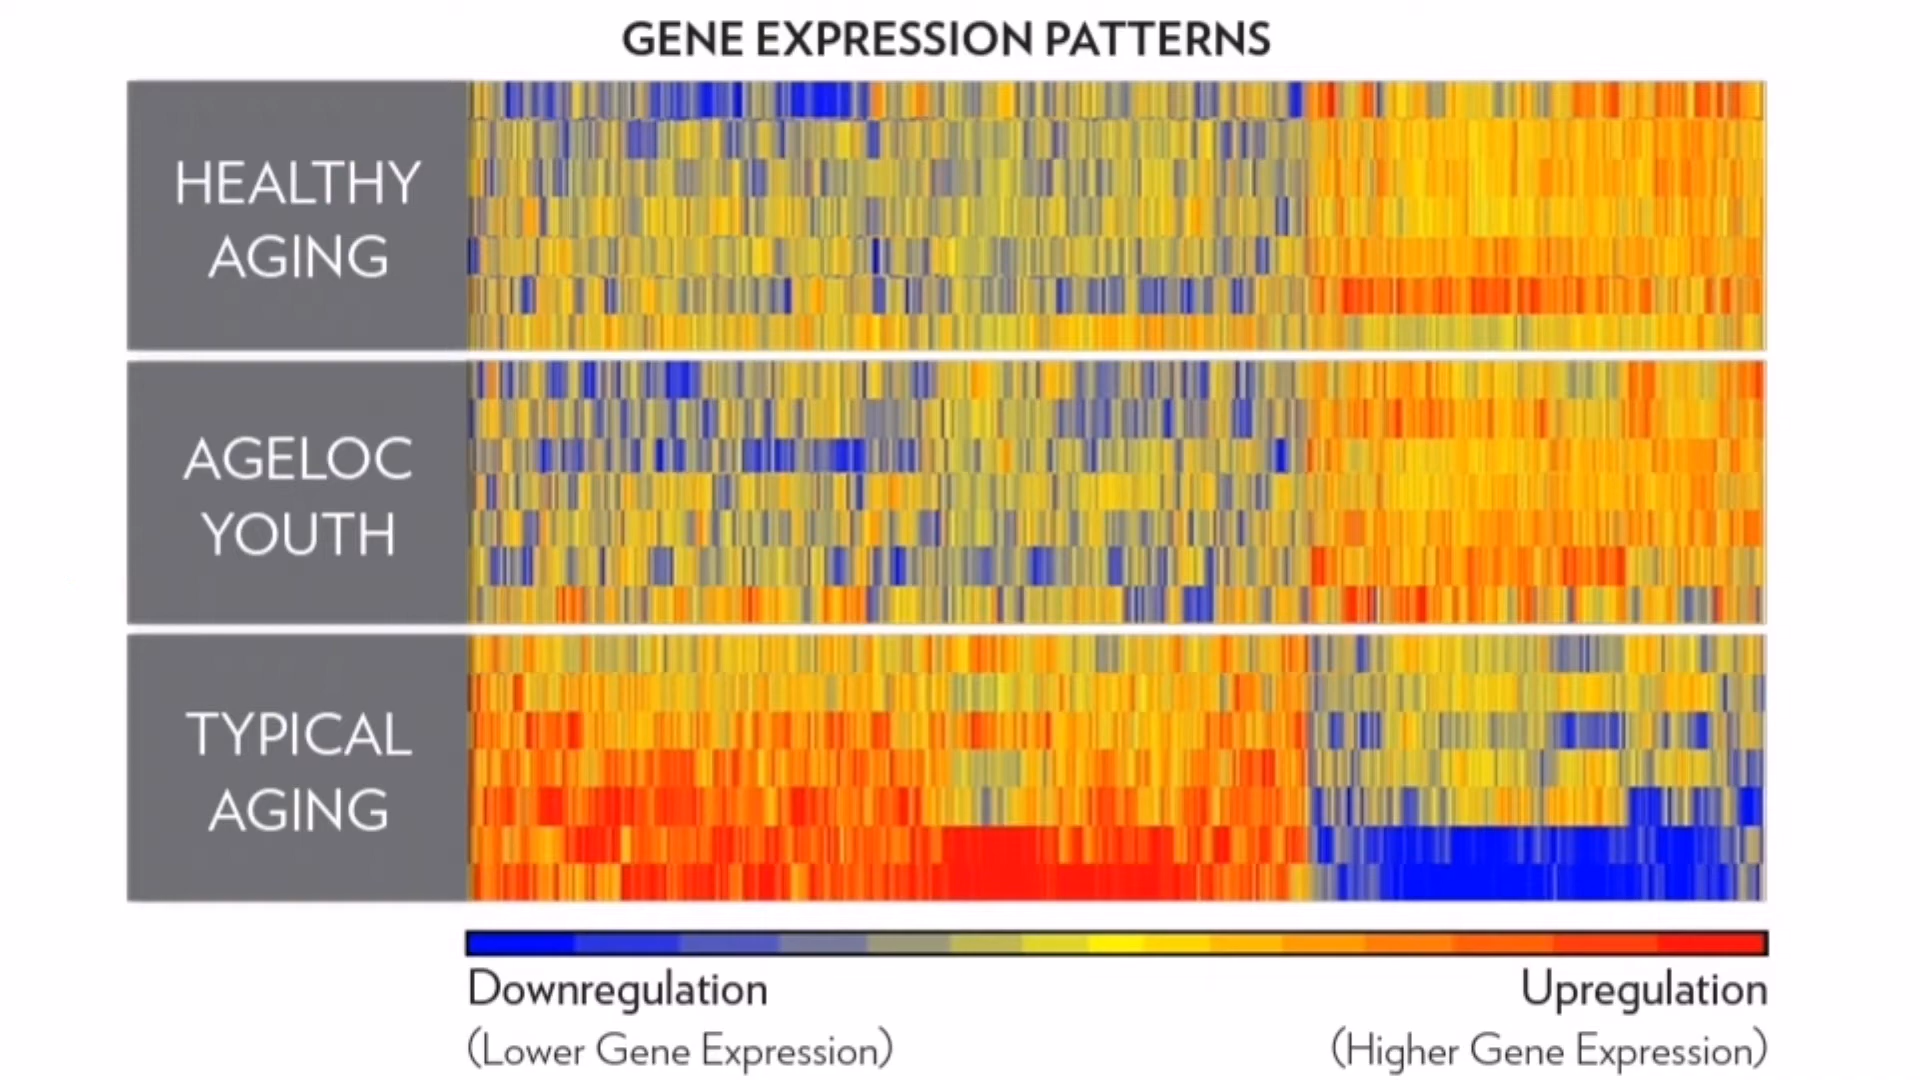 GENE EXPRESSION PATTERNS
HEALTHY
AGING
AGELOC
YOUTH
TYPICAL
AGING
Downregulation
(Lower Gene Expression)
Upregulation
(Higher Gene Expression)